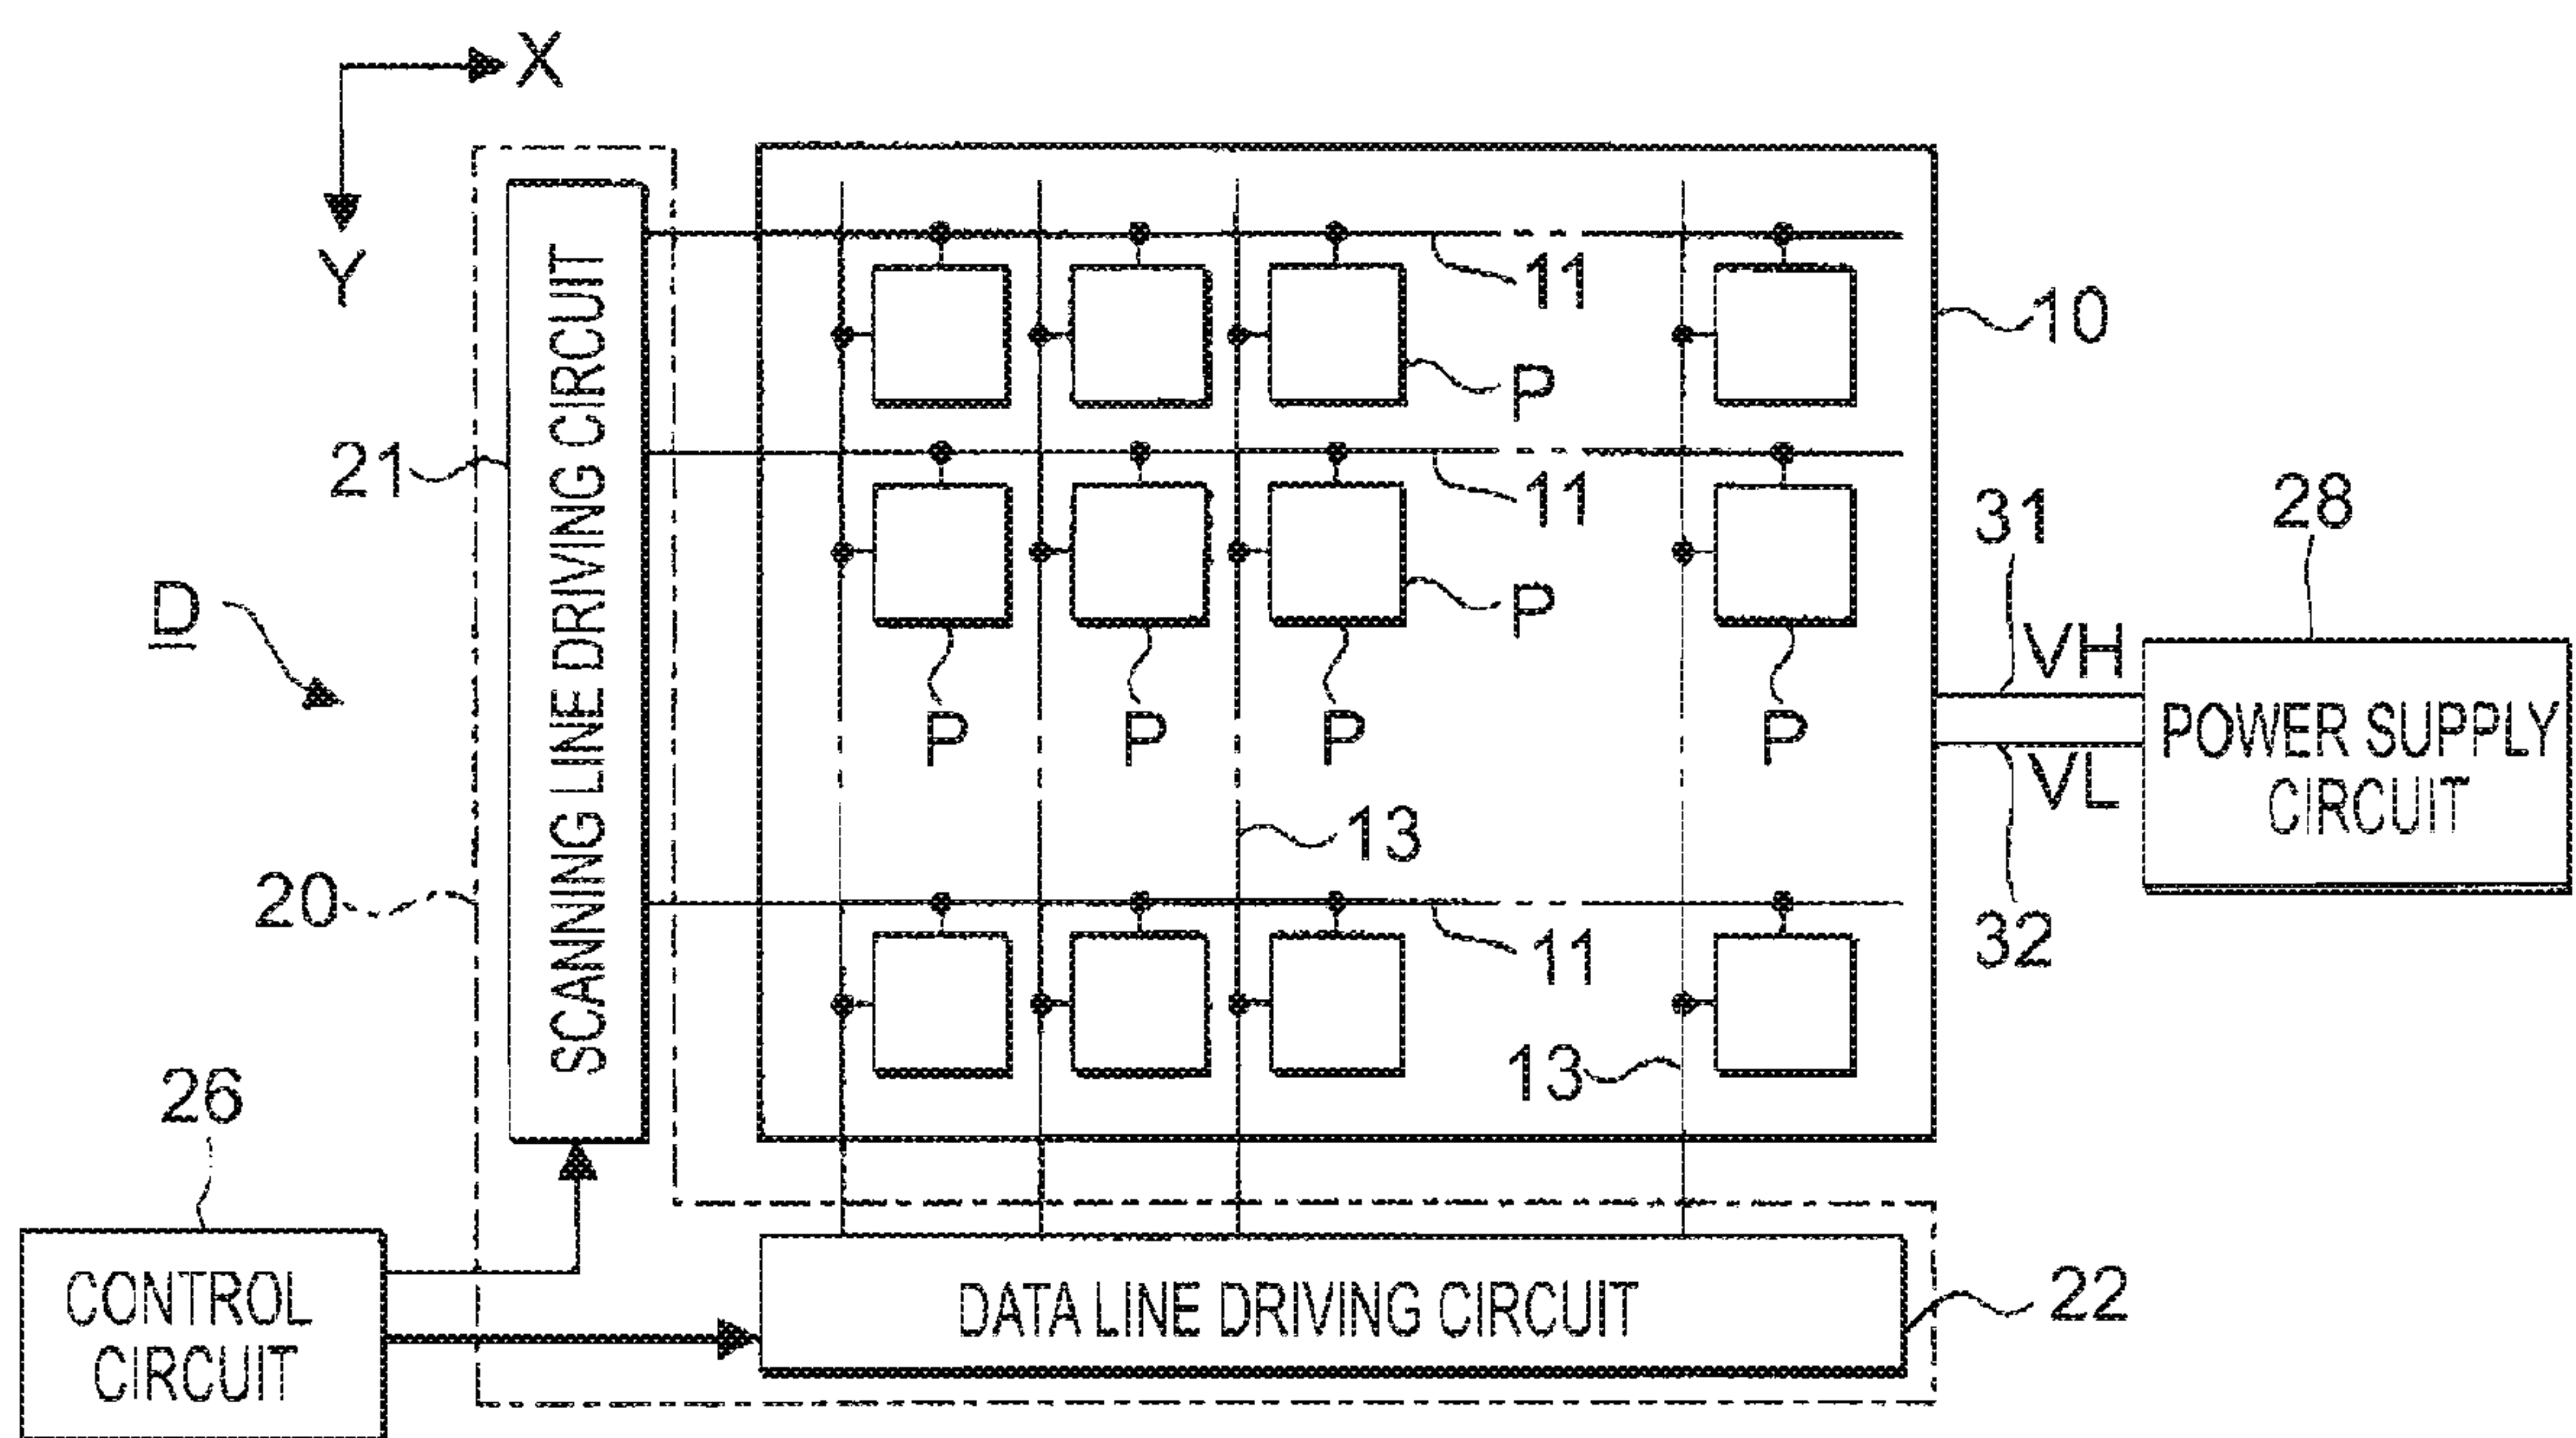 X
Y
SCANNING LINE DRIVING CIRCUIT
11
10
P
21
11
31
28
D
P
VH
P
P
P
P
POWER SUPPLY
CIRCUIT
VL
13
20
11
32
13
26
CONTROL
CIRCUIT
DATA LINE DRIVING CIRCUIT
22